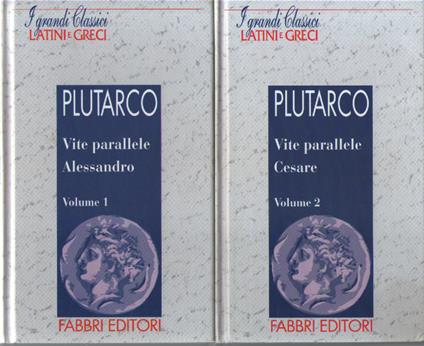 I grandi Classici
LATINI E GRECI
PLUTARCO
Vite parallele
Alessandro
Volume 1
FABBRI EDITORI
I grandi Classici
LATINI E GRECI
PLUTARCO
Vite parallele
Cesare
Volume 2
FABBRI EDITORI